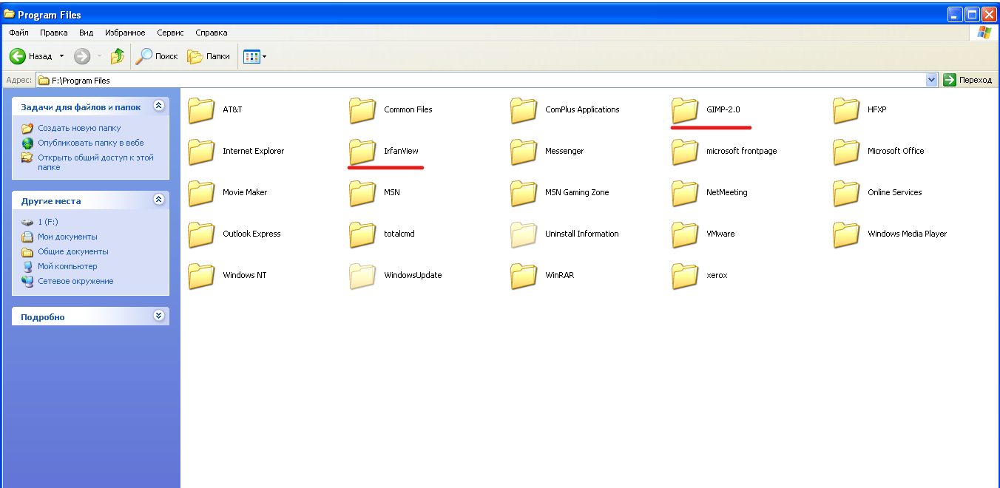 Program Files
Файл Правка Вид Избранное Сервис Справка
Назад Поиск Папки
Адрес: F:\Program Files Переход
Задачи для файлов и папок
Создать новую папку
Опубликовать папку в вебе
Открыть общий доступ к этой
папке
Другие места
1 (F:)
Мои документы
Общие документы
Мой компьютер
Сетевое окружение
Подробно
AT&T Common Files ComPlus Applications GIMP-2.0 HFXP
Internet Explorer IrfanView Messenger microsoft frontpage Microsoft Office
Movie Maker MSN MSN Gaming Zone NetMeeting Online Services
Outlook Express totalcmd Uninstall Information VMware Windows Media Player
Windows NT WindowsUpdate WinRAR xerox